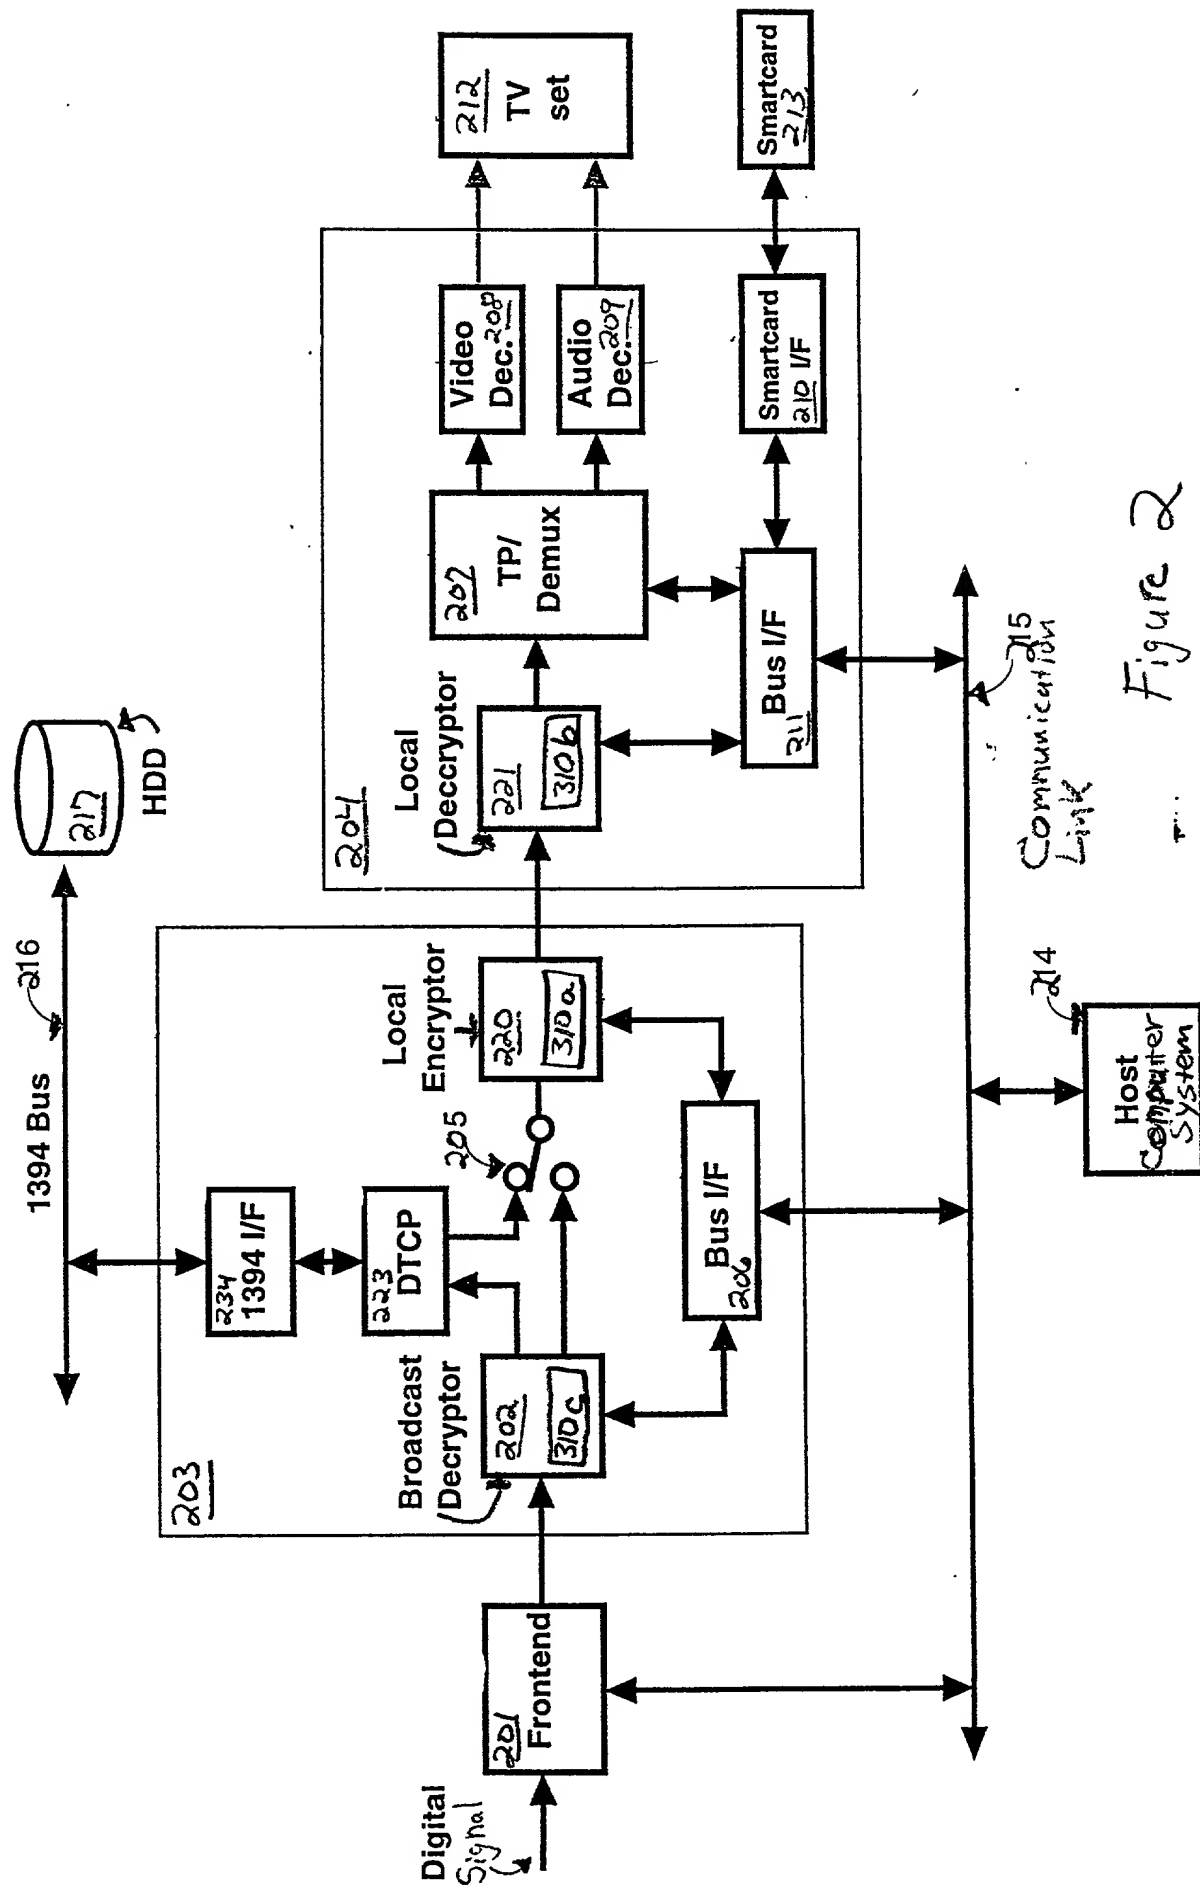 1394 Bus
216
217
HDD
203
234
1394 I/F
223
DTCP
205
Broadcast
Decryptor
202
310c
Local
Encryptor
220
310a
Bus I/F
206
Digital
Signal
201
Frontend
204
Local
Deccryptor
221
310b
207
TP/
Demux
Video
Dec. 208
Audio
Dec. 209
212
TV
set
Bus I/F
211
Smartcard
210 I/F
Smartcard
213
214
Host
Computer
System
215
Communication
Link
Figure 2